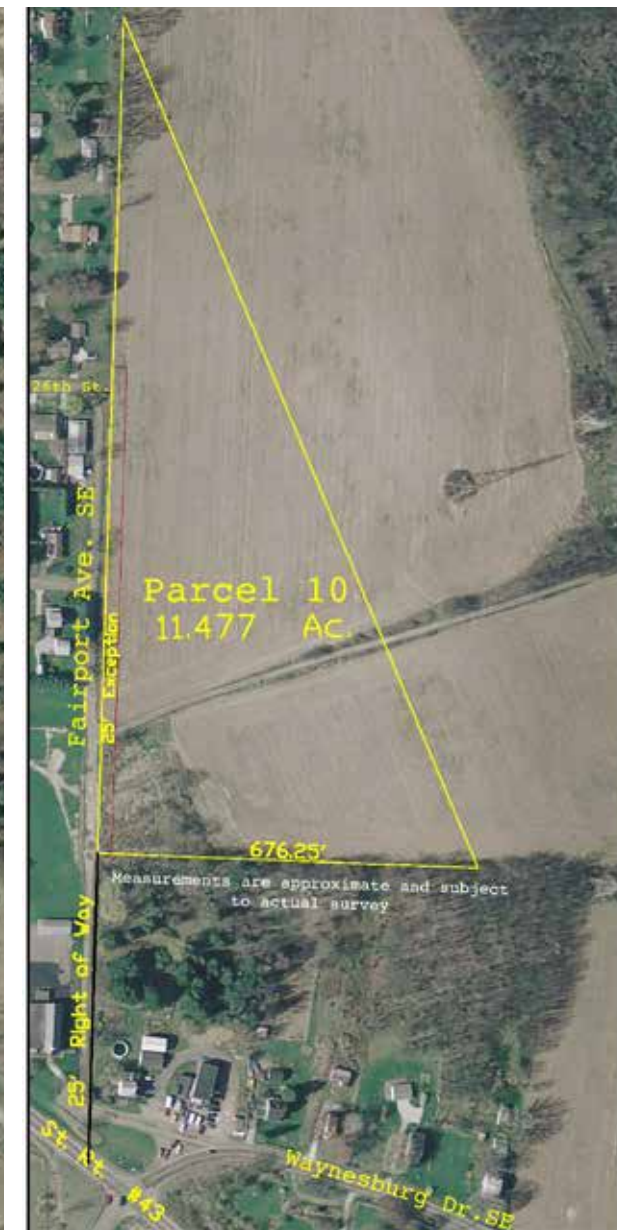 26th St.
Fairport Ave. SE
25' Exception
Parcel 10
11.477 Ac.
676.25'
Measurements are approximate and subject
to actual survey
25' Right of Way
St. Rt. #43
Waynesburg Dr.SE